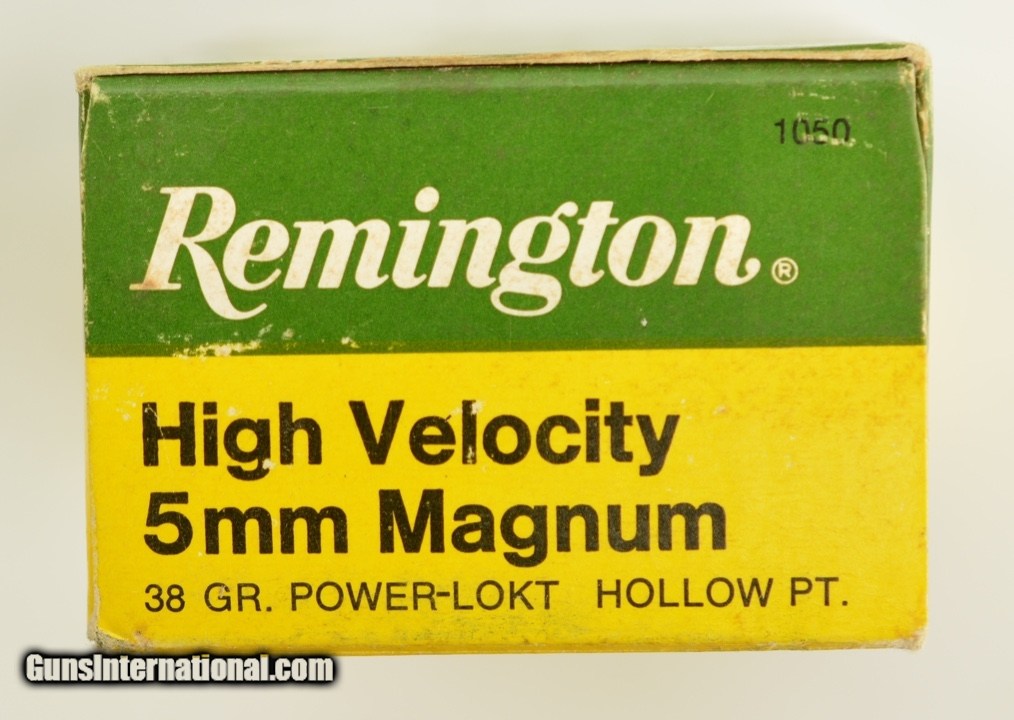 1050
Remington®
High Velocity
5mm Magnum
38 GR. POWER-LOKT HOLLOW PT.
GunsInternational.com